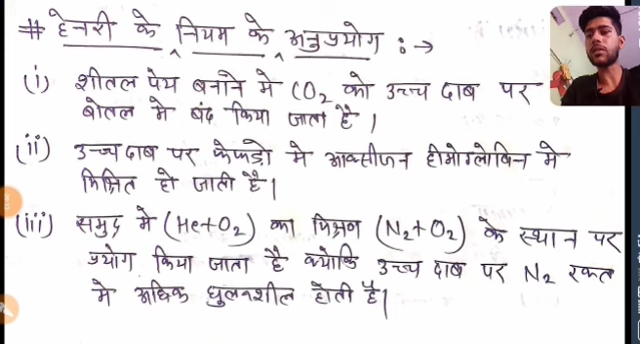 # हेनरी के नियम के अनुप्रयोग :→
(i) शीतल पेय बनाने मे CO₂ को उच्च दाब पर
बोतल मे बंद किया जाता है।
(ii) उच्च दाब पर फेफडो मे आक्सीजन हीमोग्लोबिन मे
मिश्रित हो जाती है।
(iii) समुद्र मे (He+O₂) का मिश्रण (N₂+O₂) के स्थान पर
प्रयोग किया जाता है क्योकि उच्च दाब पर N₂ रक्त
मे अधिक घुलनशील होती है।